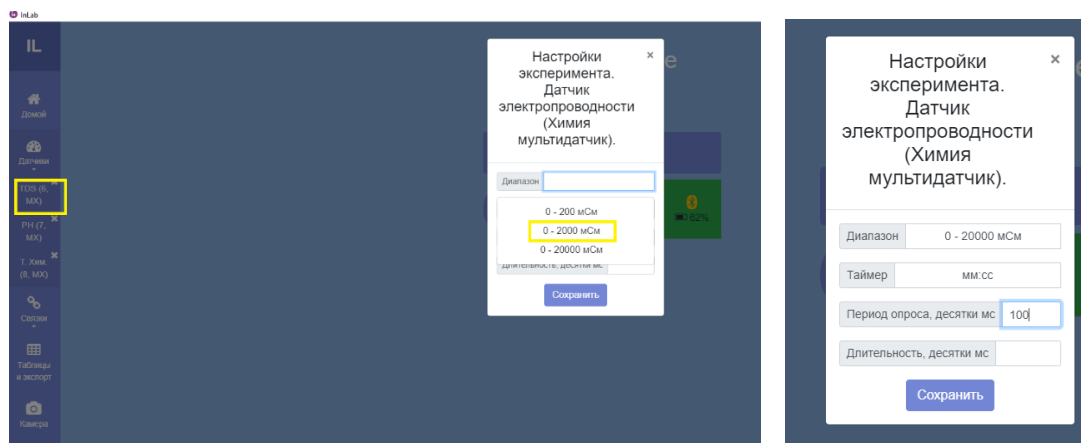 InLab
IL
Домой
Датчики
TDS (6,
MX)
PH (7,
MX)
Т. Хим.
(8, MX)
Связки
Таблицы
и экспорт
Камера
Настройки
эксперимента.
Датчик
электропроводности
(Химия
мультидатчик).
×
е
Диапазон
0 - 200 мСм
0 - 2000 мСм
0 - 20000 мСм
Длительность, десятки мс
Сохранить
62%
Настройки
эксперимента.
Датчик
электропроводности
(Химия
мультидатчик).
×
Диапазон 0 - 20000 мСм
Таймер мм:сс
Период опроса, десятки мс 100
Длительность, десятки мс
Сохранить